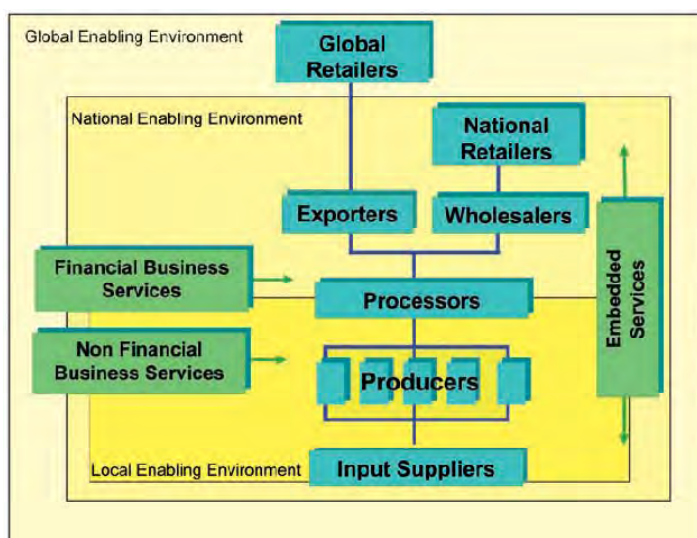 Global Enabling Environment
Global
Retailers
National Enabling Environment
National
Retailers
Exporters
Wholesalers
Financial Business
Services
Processors
Embedded
Services
Non Financial
Business Services
Producers
Local Enabling Environment
Input Suppliers